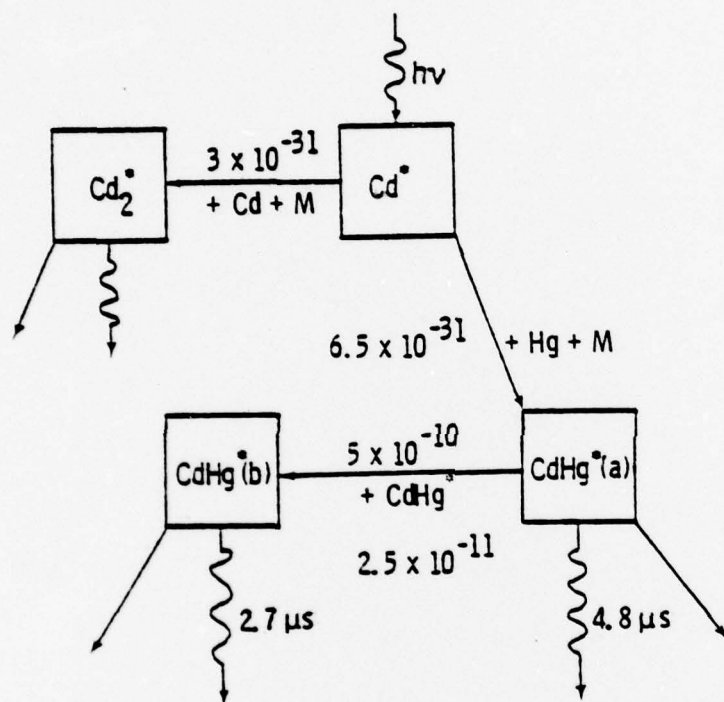 hν
3 x 10⁻³¹
Cd₂*
+ Cd + M
Cd*
6.5 x 10⁻³¹
+ Hg + M
5 x 10⁻¹⁰
CdHg*(b)
+ CdHg*
CdHg*(a)
2.5 x 10⁻¹¹
2.7 μs
4.8 μs